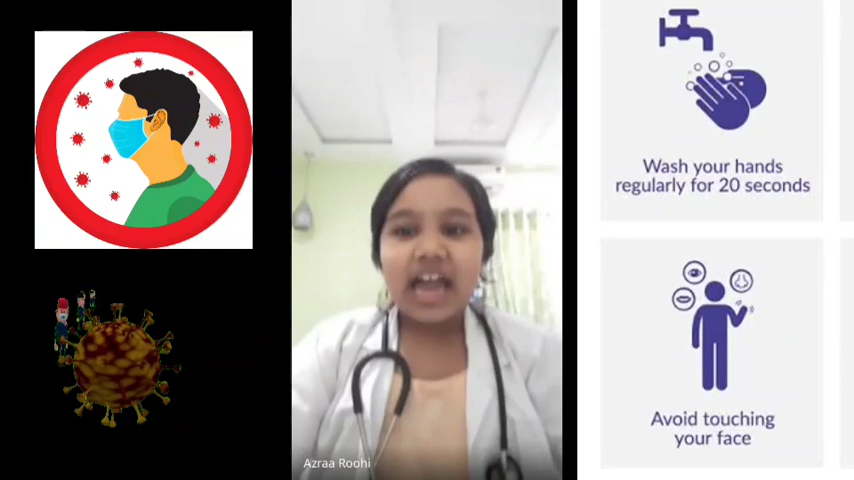 Azraa Roohi
Wash your hands
regularly for 20 seconds
Avoid touching
your face